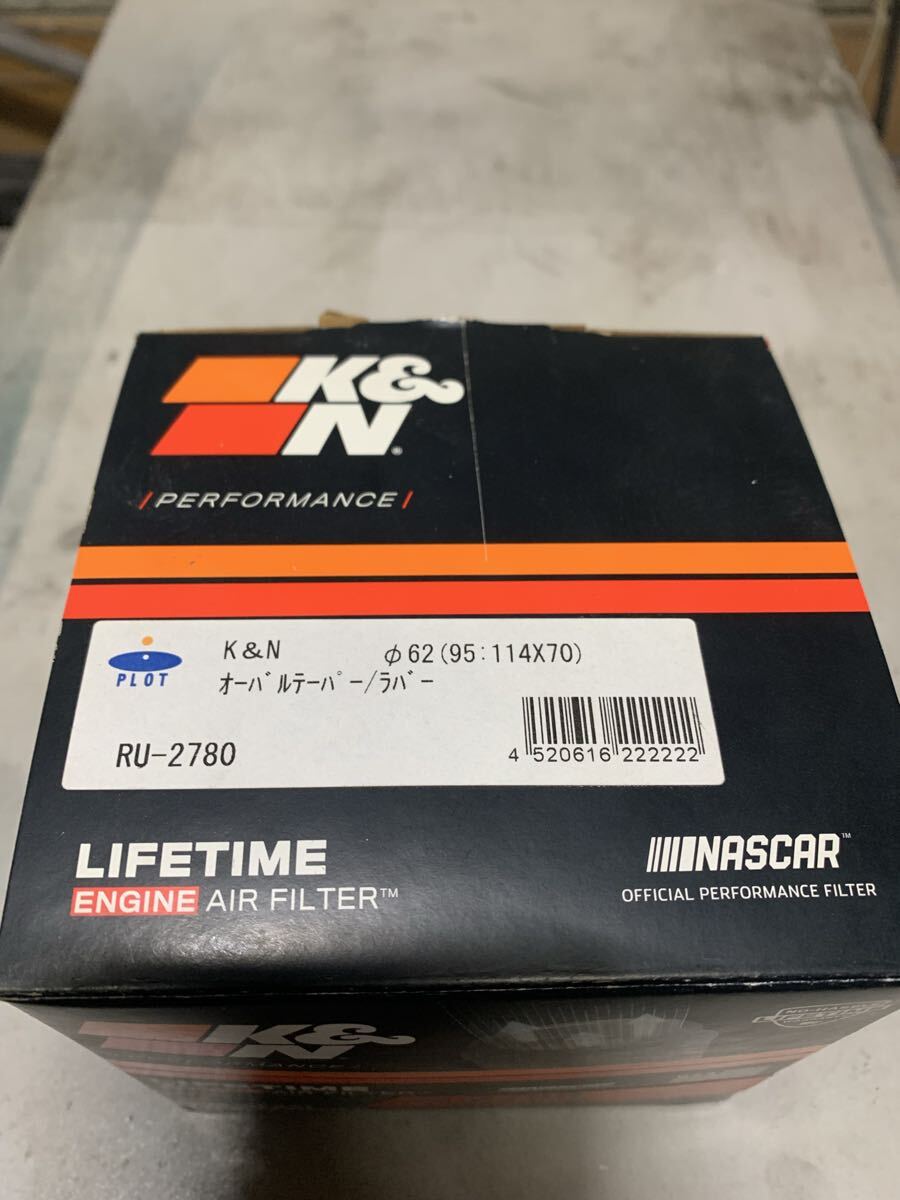 K&
N®
/ PERFORMANCE /
PLOT
K&N φ62(95:114X70)
ｵｰﾊﾞﾙﾃｰﾊﾟｰ/ﾗﾊﾞｰ
RU-2780
4 520616 222222
LIFETIME
ENGINE AIR FILTER™
NASCAR™
OFFICIAL PERFORMANCE FILTER
K&
N
PERFORMANCE